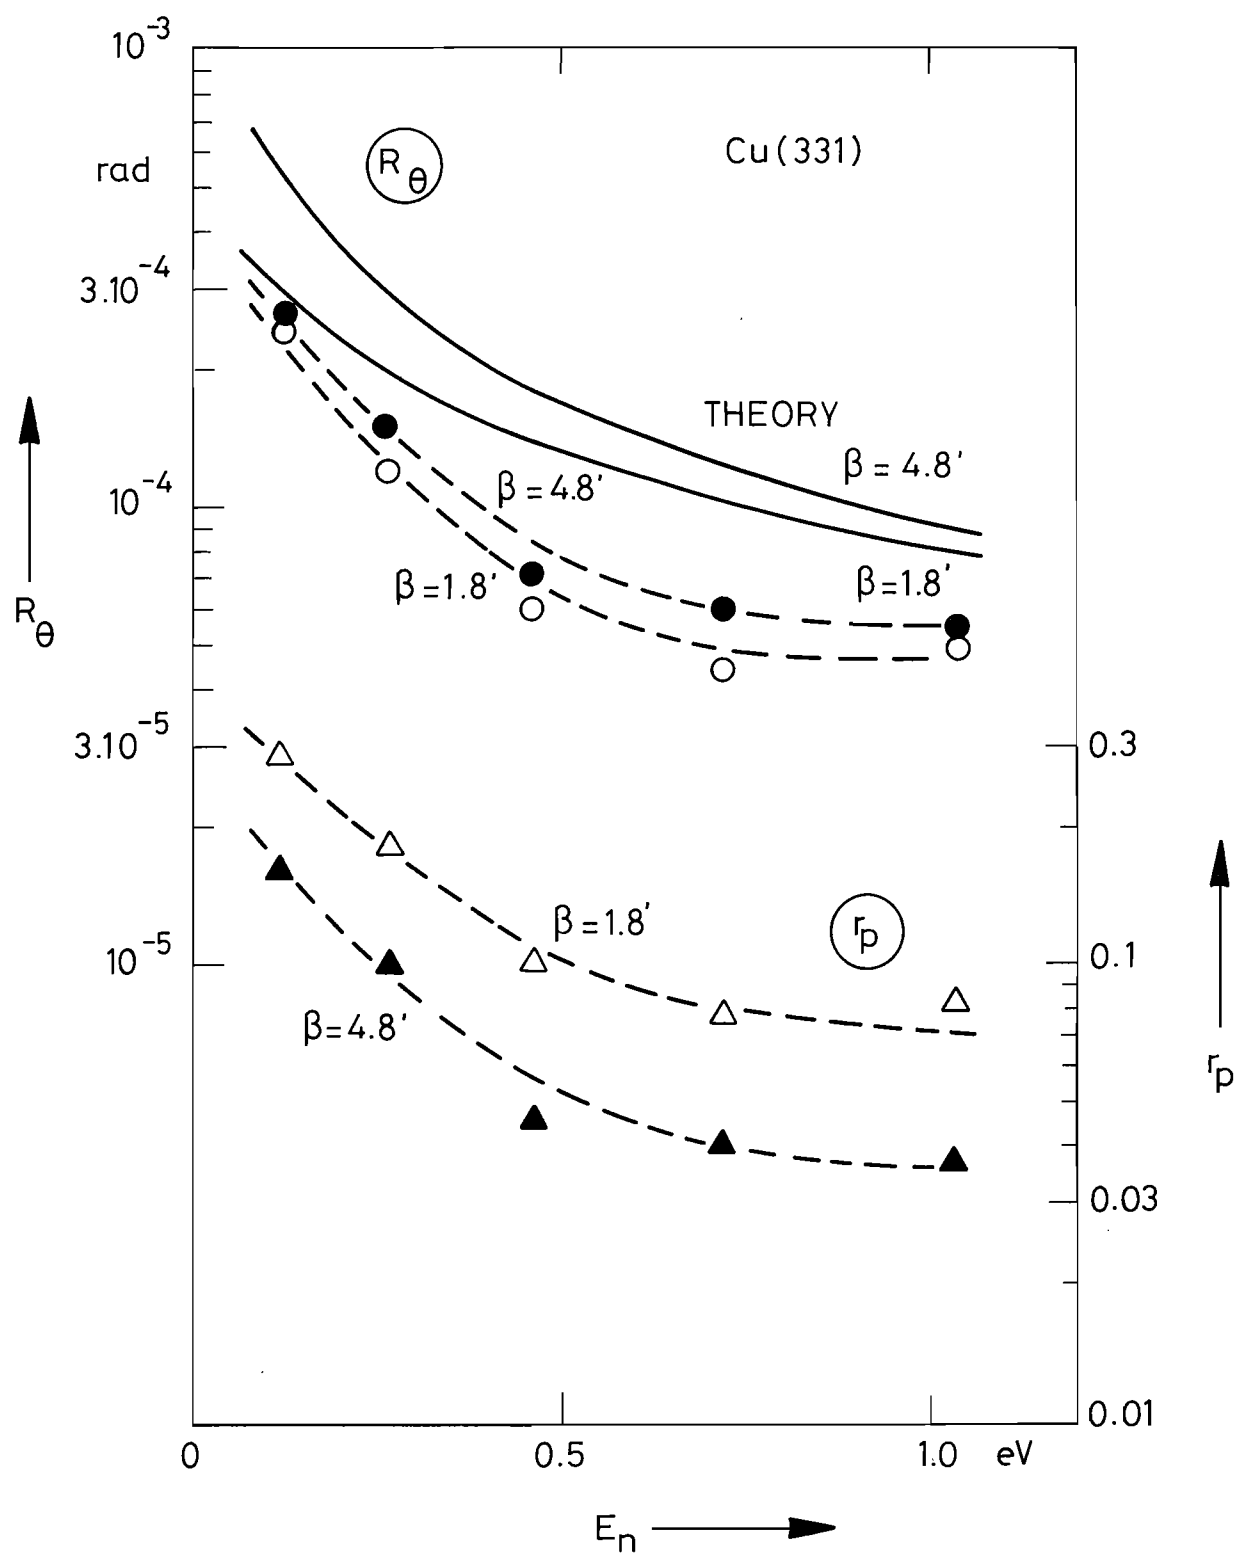 10⁻³
rad
R_θ
Cu(331)
3.10⁻⁴
THEORY
β = 4.8'
β=4.8'
10⁻⁴
β=1.8'
β=1.8'
R_θ
3.10⁻⁵
0.3
β=1.8'
r_p
10⁻⁵
0.1
β=4.8'
r_p
0.03
0.01
0
0.5
1.0 eV
E_n